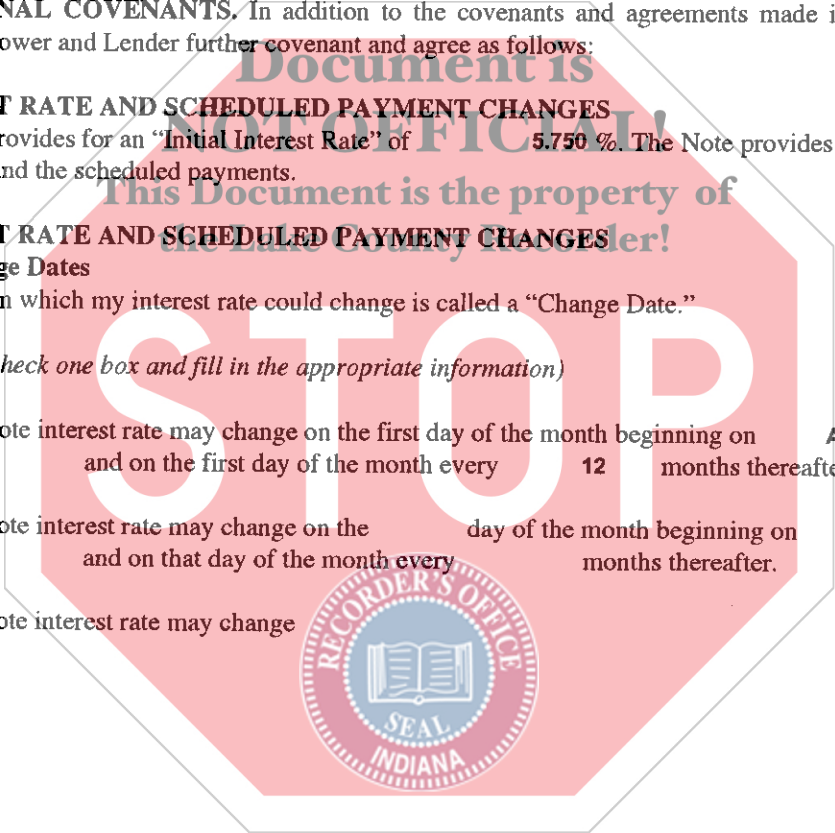 NAL COVENANTS. In addition to the covenants and agreements made i
ower and Lender further covenant and agree as follows:
Document is
T RATE AND SCHEDULED PAYMENT CHANGES
NOT OFFICIAL!
rovides for an “Initial Interest Rate” of 5.750 %. The Note provides
nd the scheduled payments.
This Document is the property of
the Lake County Recorder!
T RATE AND SCHEDULED PAYMENT CHANGES
ge Dates
n which my interest rate could change is called a “Change Date.”
STOP
heck one box and fill in the appropriate information)
ote interest rate may change on the first day of the month beginning on A
and on the first day of the month every 12 months thereafte
ote interest rate may change on the day of the month beginning on
and on that day of the month every months thereafter.
ote interest rate may change
RECORDER'S OFFICE
SEAL
INDIANA